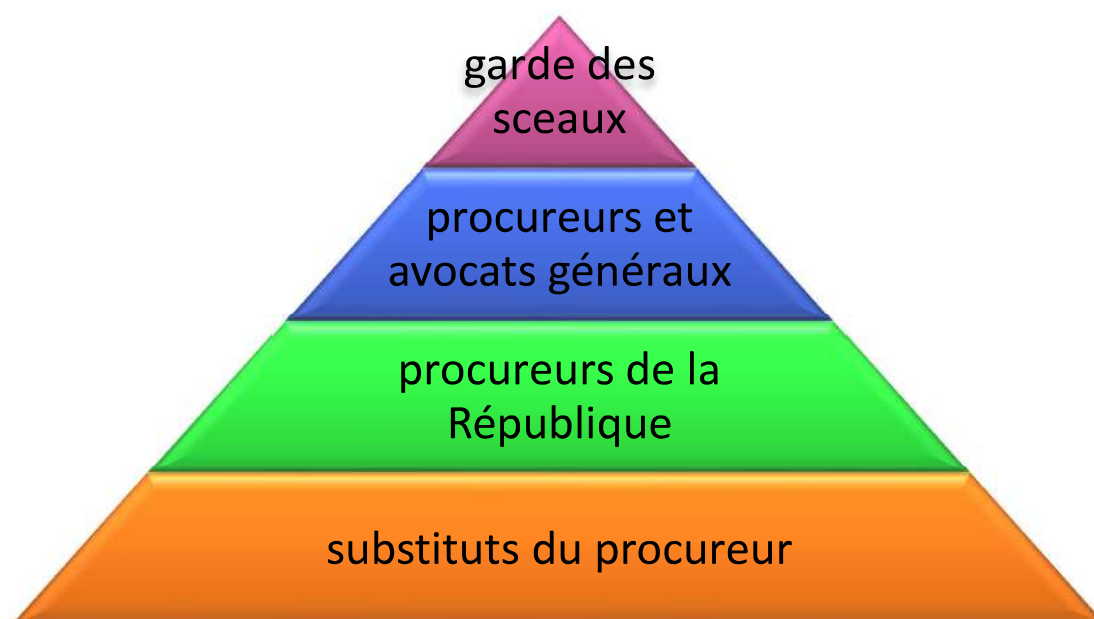 garde des
sceaux
procureurs et
avocats généraux
procureurs de la
République
substituts du procureur